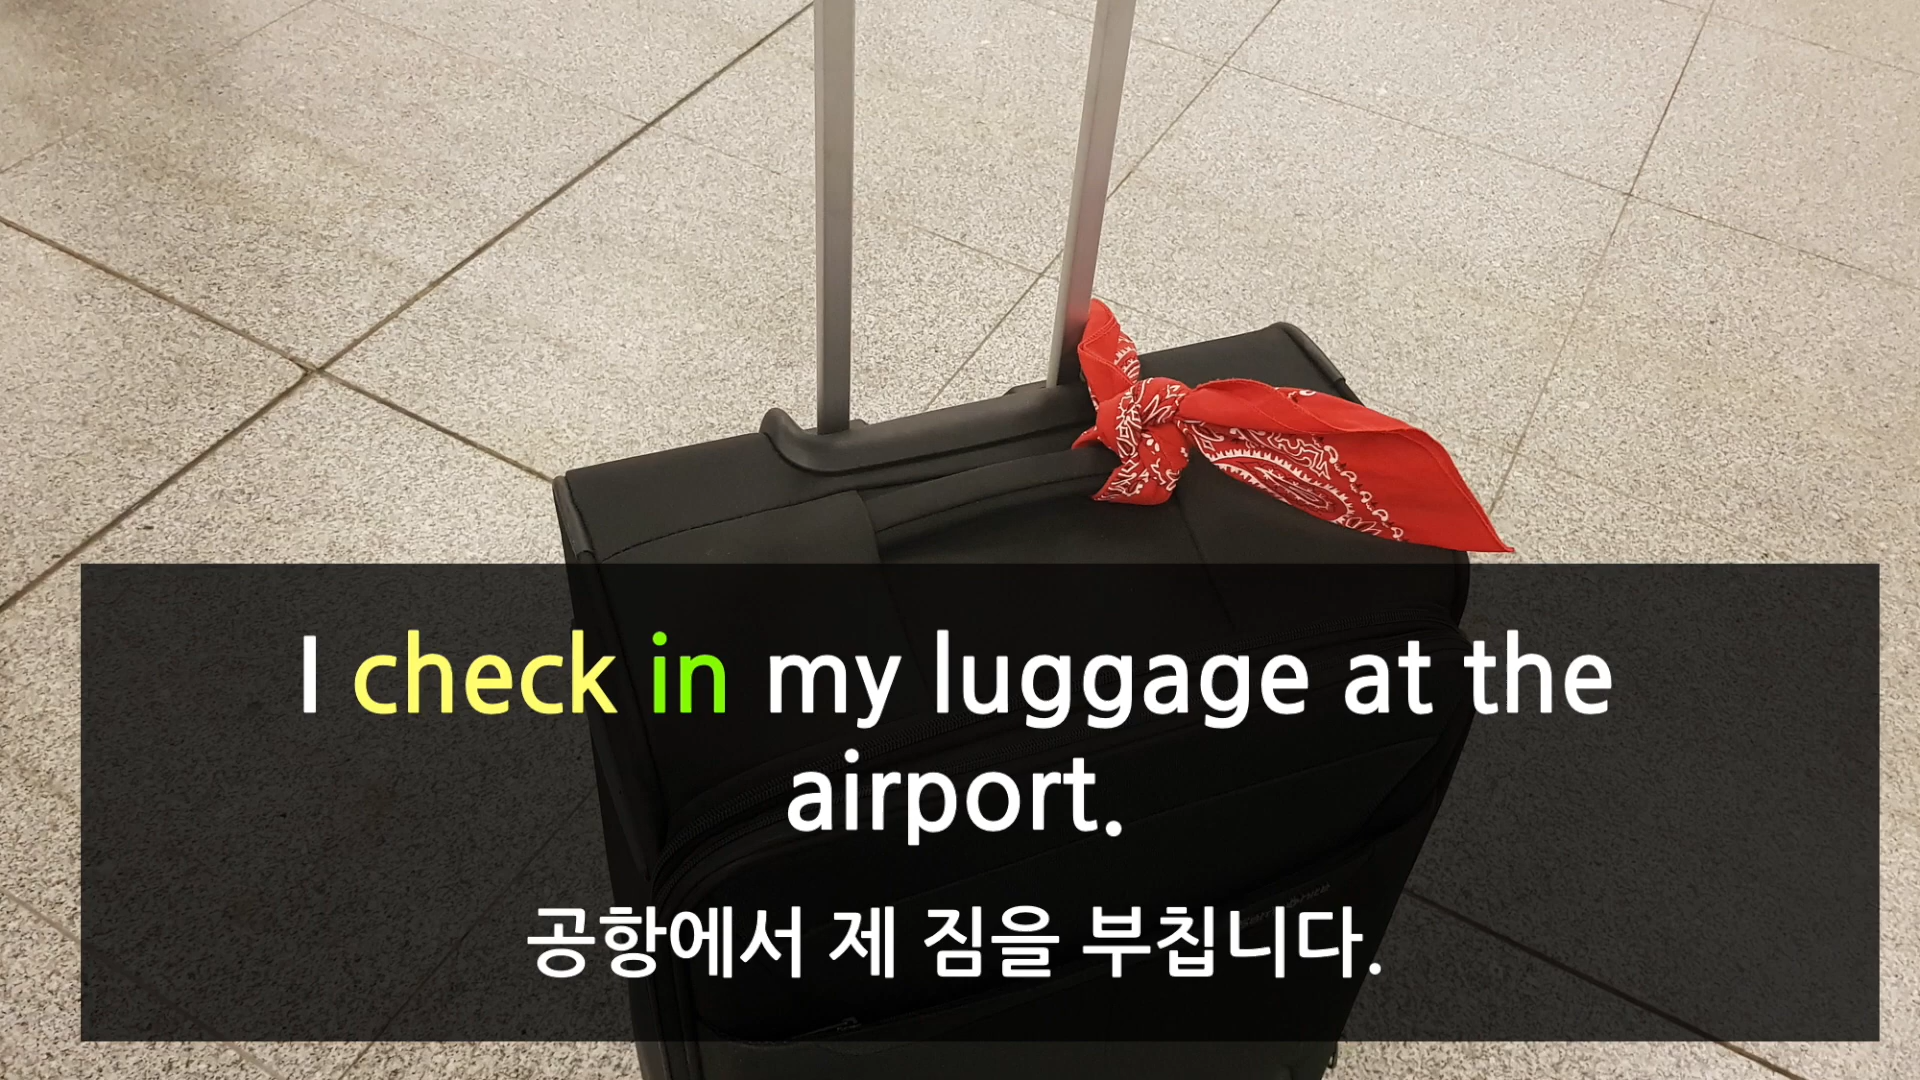 I check in my luggage at the
airport.
공항에서 제 짐을 부칩니다.